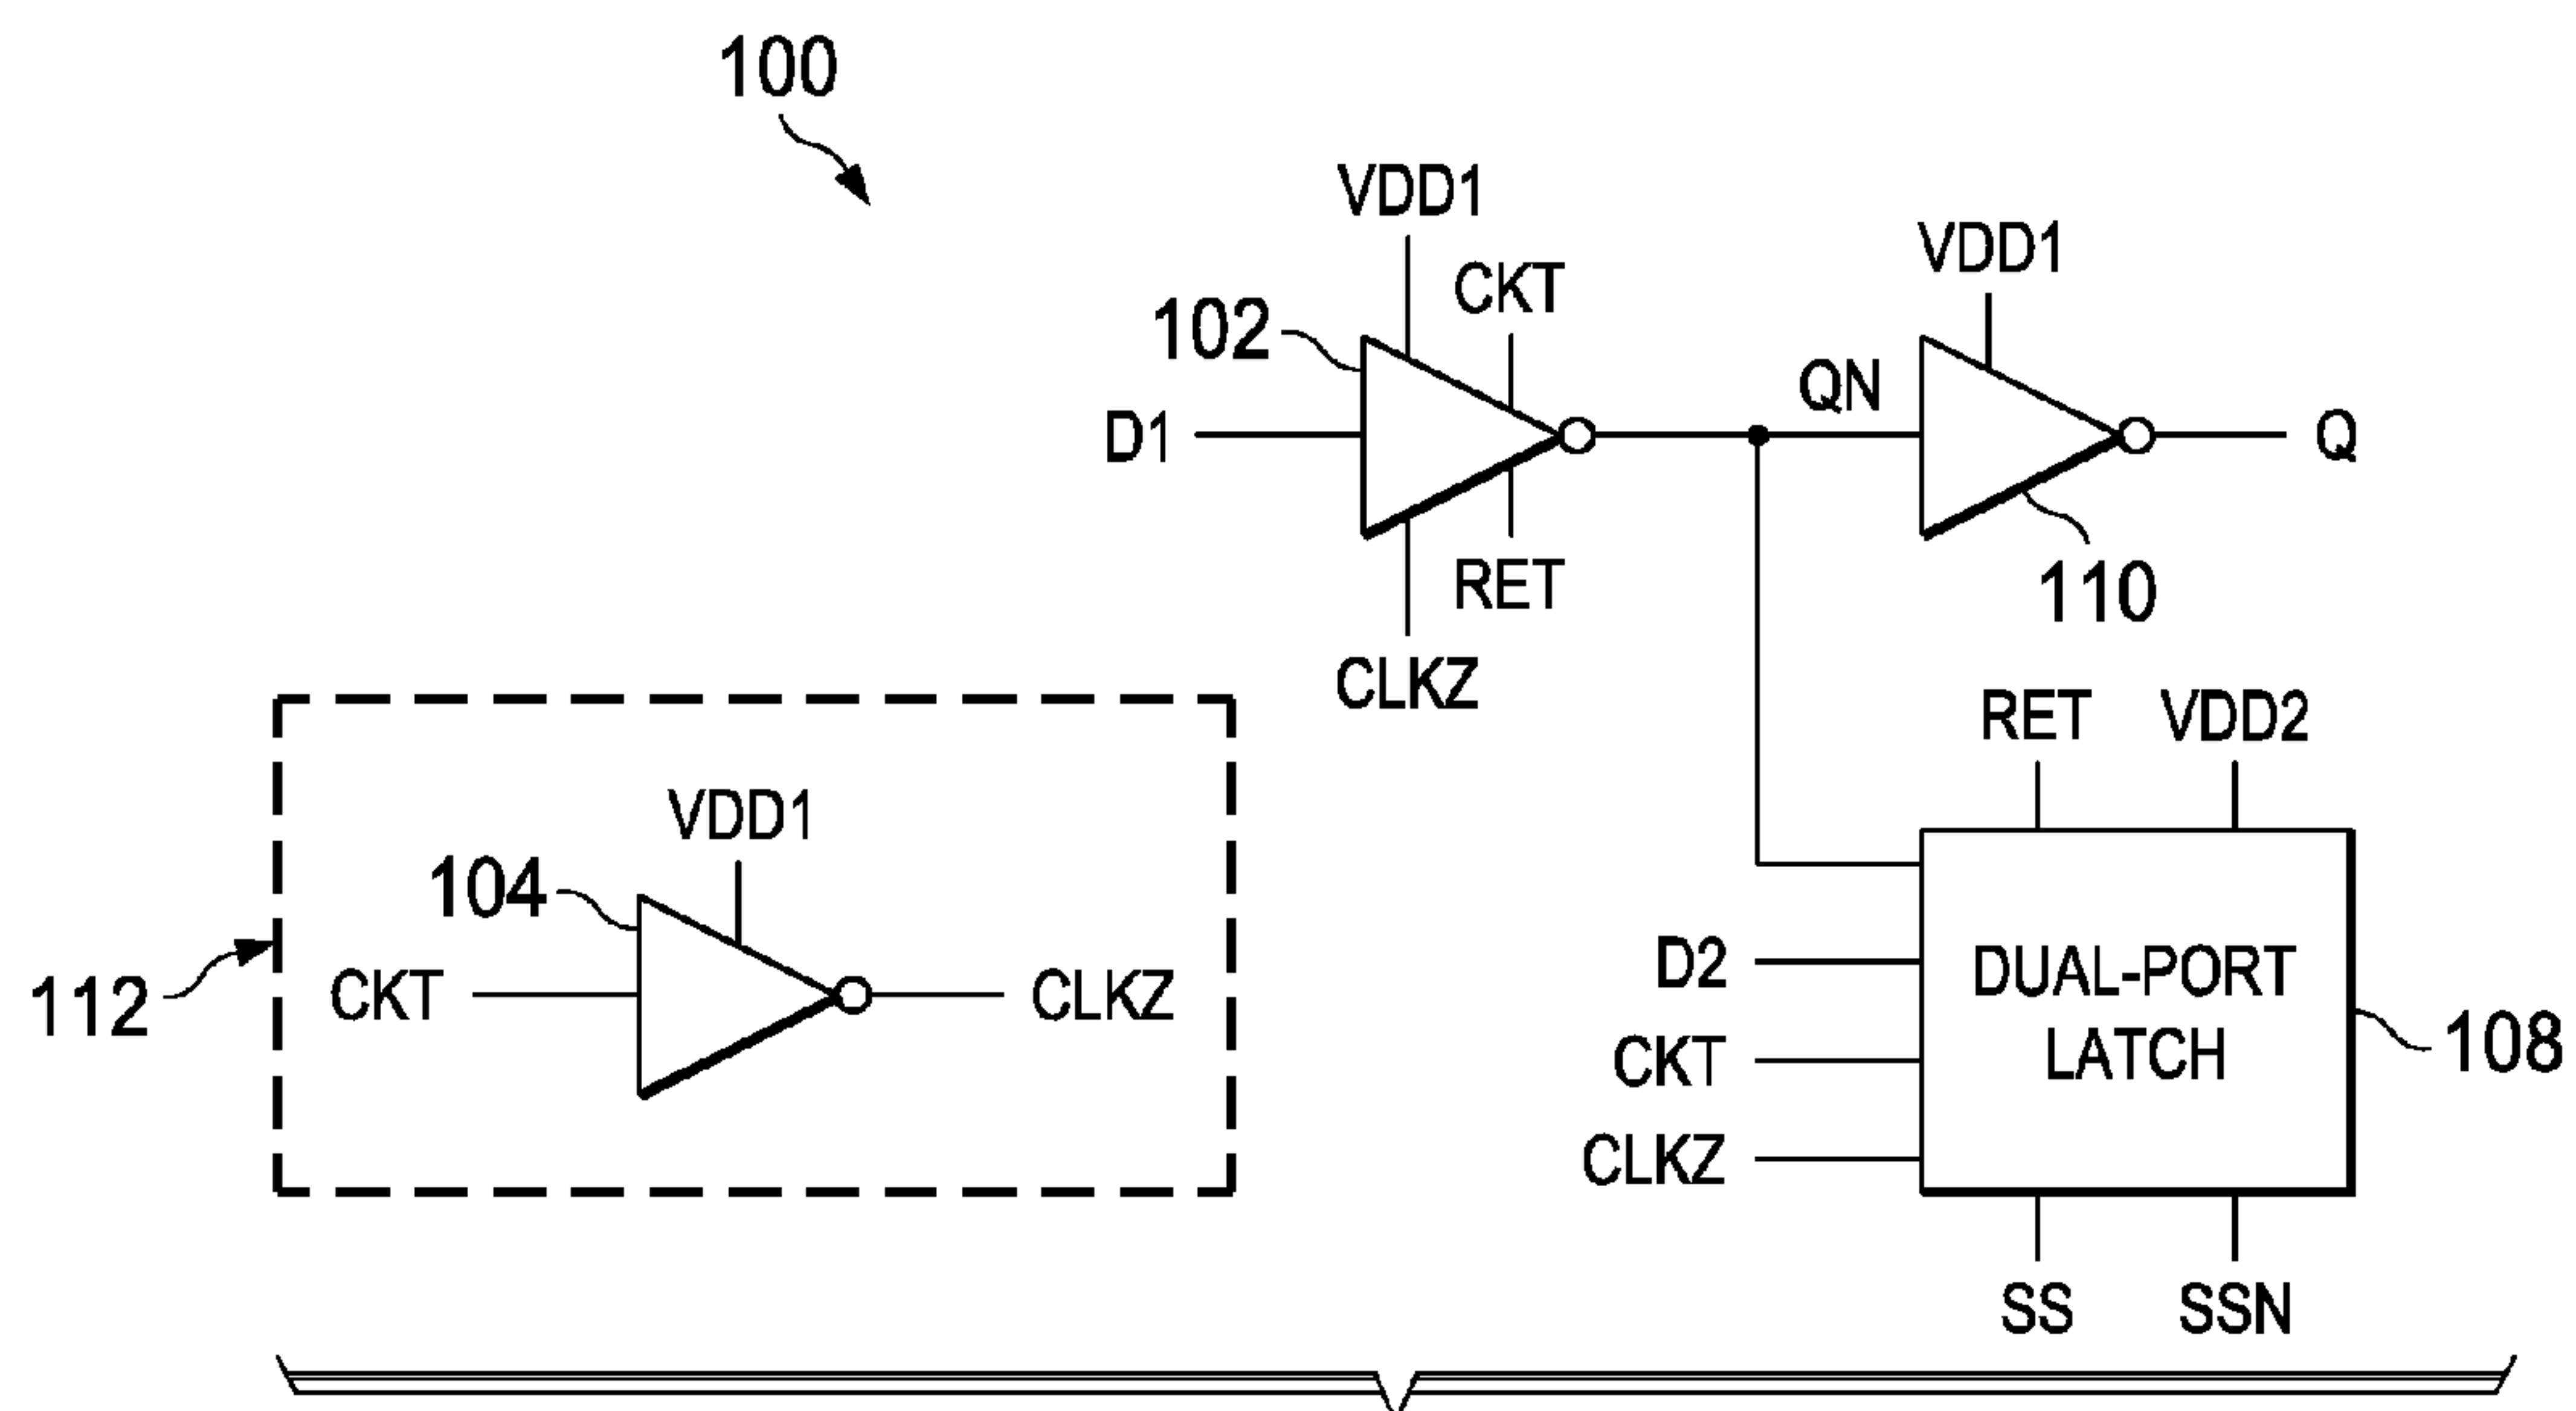 100
VDD1
VDD1
CKT
102
QN
D1
Q
RET
110
CLKZ
RET VDD2
VDD1
104
D2
DUAL-PORT
LATCH
112
CKT
CLKZ
CKT
108
CLKZ
SS SSN